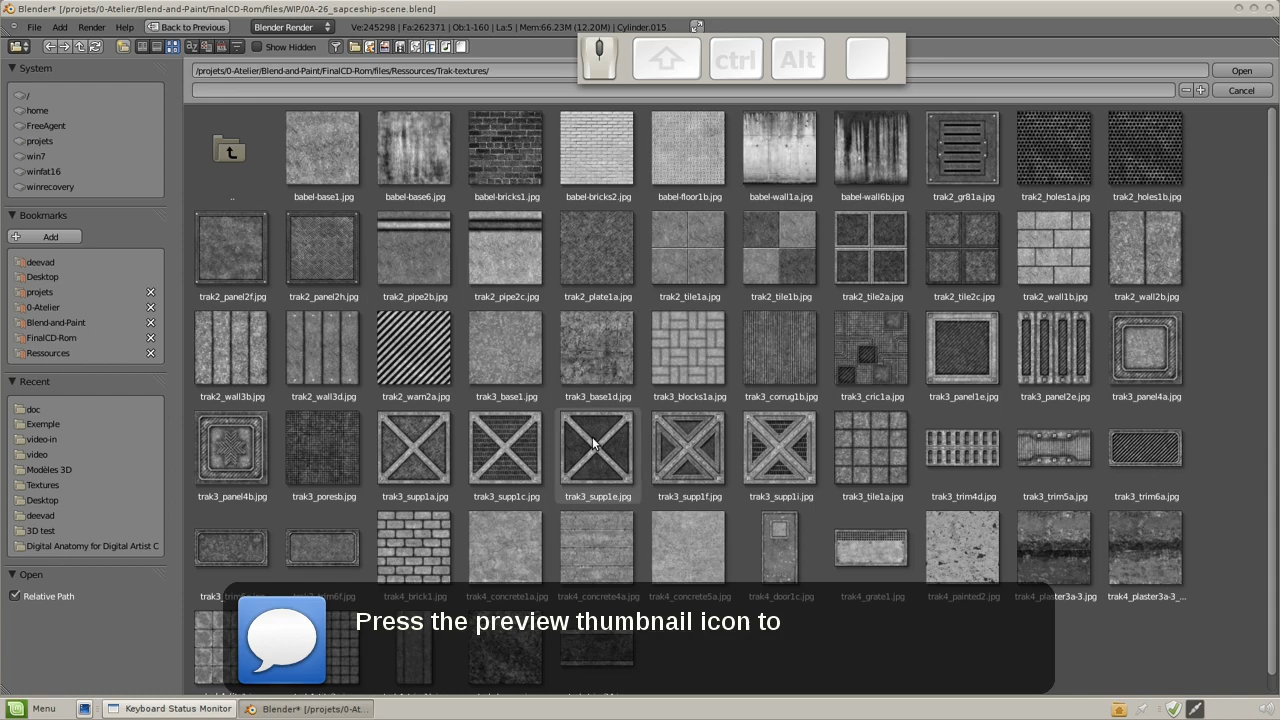 Blender* [/projets/0-Atelier/Blend-and-Paint/FinalCD-Rom/files/WIP/0A-26_sapceship-scene.blend]
File Add Render Help Back to Previous Blender Render Ve:245298 | Fa:262371 | Ob:1-160 | La:5 | Mem:66.23M (12.20M) | Cylinder.015
Show Hidden
ctrl Alt
System
/projets/0-Atelier/Blend-and-Paint/FinalCD-Rom/files/Ressources/Trak-textures/ Open
Cancel
/
home
FreeAgent
projets
win7
winfat16
winrecovery
Bookmarks
Add
deevad
Desktop
projets
0-Atelier
Blend-and-Paint
FinalCD-Rom
Ressources
Recent
doc
Exemple
video-in
video
Modèles 3D
Textures
Desktop
deevad
3D test
Digital Anatomy for Digital Artist C
Open
Relative Path
.. babel-base1.jpg babel-base6.jpg babel-bricks1.jpg babel-bricks2.jpg babel-floor1b.jpg babel-wall1a.jpg babel-wall6b.jpg trak2_gr81a.jpg trak2_holes1a.jpg trak2_holes1b.jpg
trak2_panel2f.jpg trak2_panel2h.jpg trak2_pipe2b.jpg trak2_pipe2c.jpg trak2_plate1a.jpg trak2_tile1a.jpg trak2_tile1b.jpg trak2_tile2a.jpg trak2_tile2c.jpg trak2_wall1b.jpg trak2_wall2b.jpg
trak2_wall3b.jpg trak2_wall3d.jpg trak2_warn2a.jpg trak3_base1.jpg trak3_base1d.jpg trak3_blocks1a.jpg trak3_corrug1b.jpg trak3_cric1a.jpg trak3_panel1e.jpg trak3_panel2e.jpg trak3_panel4a.jpg
trak3_panel4b.jpg trak3_poresb.jpg trak3_supp1a.jpg trak3_supp1c.jpg trak3_supp1e.jpg trak3_supp1f.jpg trak3_supp1i.jpg trak3_tile1a.jpg trak3_trim4d.jpg trak3_trim5a.jpg trak3_trim6a.jpg
trak4_brick1.jpg trak4_concrete1a.jpg trak4_concrete4a.jpg trak4_concrete5a.jpg trak4_door1c.jpg trak4_grate1.jpg trak4_painted2.jpg trak4_plaster3a-3.jpg trak4_plaster3a-3_...
Press the preview thumbnail icon to
Menu Keyboard Status Monitor Blender* [/projets/0-At...